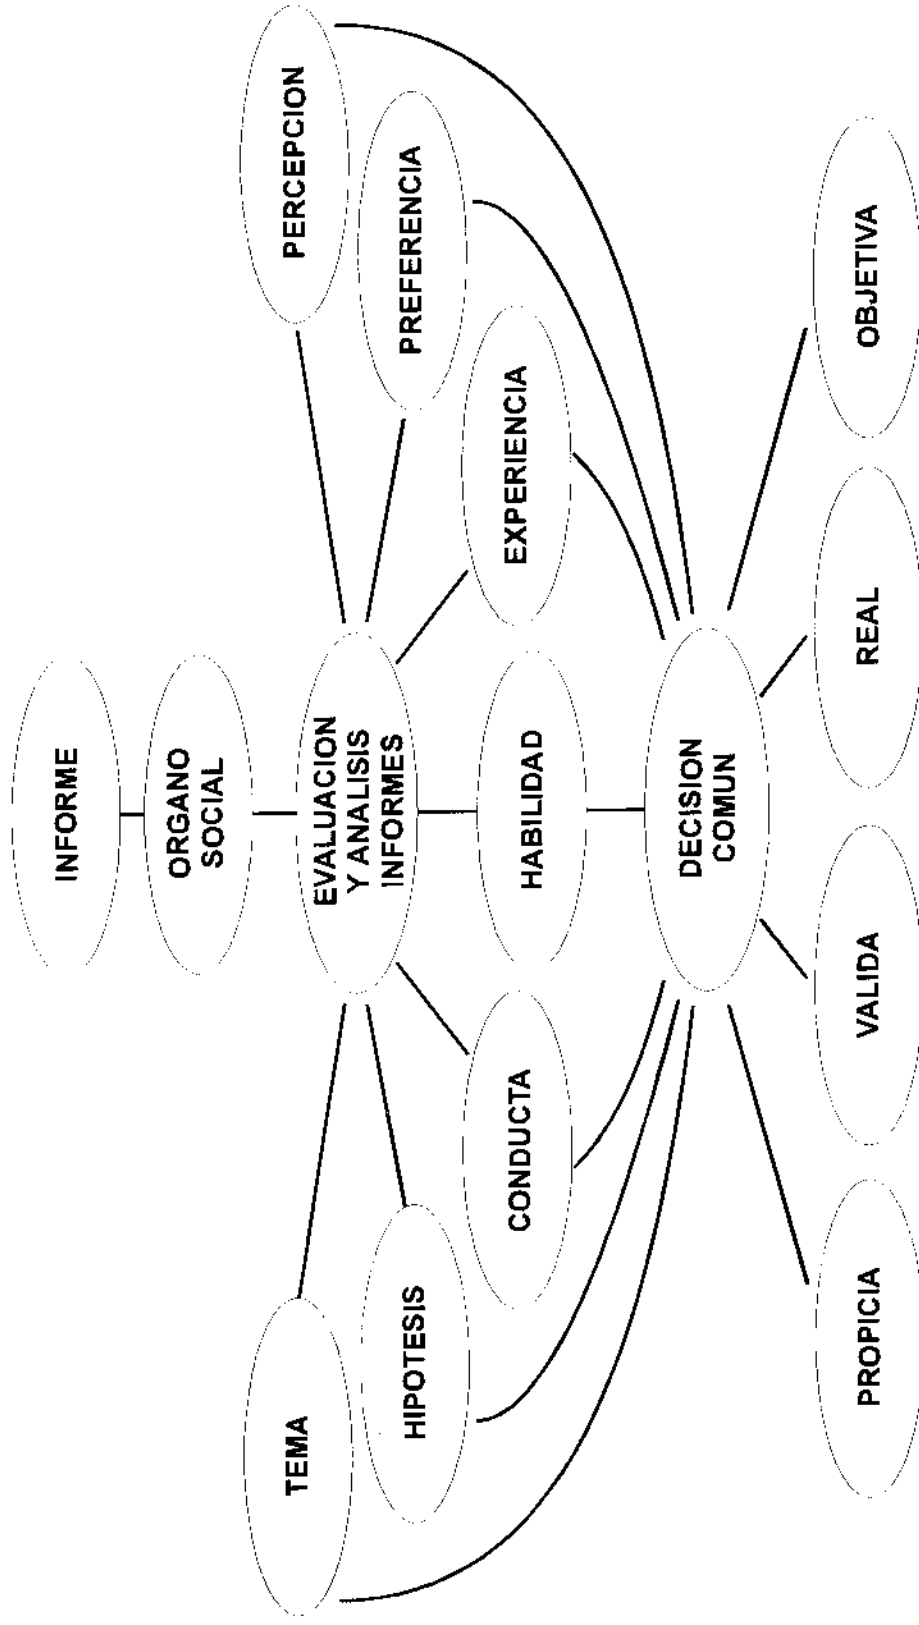 INFORME
ORGANO
SOCIAL
EVALUACION
Y ANALISIS
INFORMES
TEMA
PERCEPCION
HIPOTESIS
PREFERENCIA
CONDUCTA
HABILIDAD
EXPERIENCIA
DECISION
COMUN
PROPICIA
VALIDA
REAL
OBJETIVA